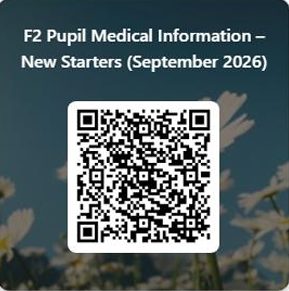 F2 Pupil Medical Information –
New Starters (September 2026)